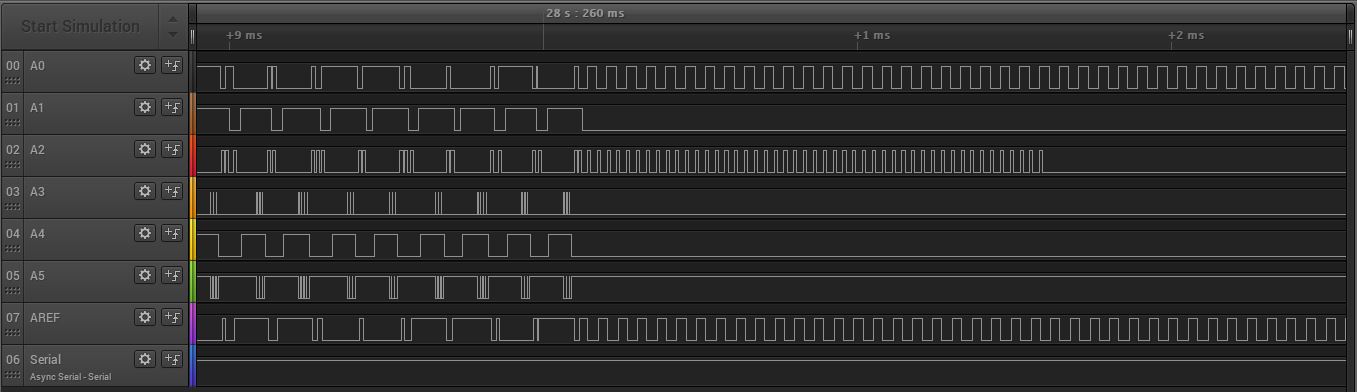 Start Simulation
28 s : 260 ms
+9 ms
+1 ms
+2 ms
00 A0
01 A1
02 A2
03 A3
04 A4
05 A5
07 AREF
06 Serial
Async Serial - Serial